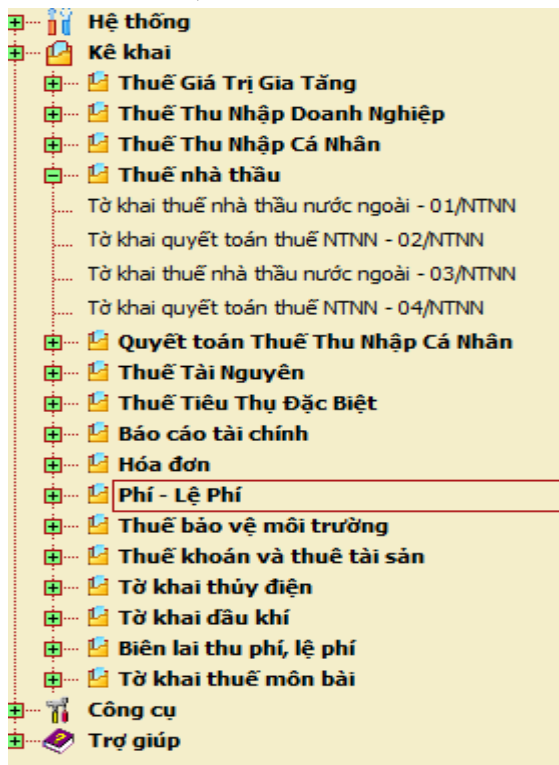 Hệ thống
Kê khai
Thuế Giá Trị Gia Tăng
Thuế Thu Nhập Doanh Nghiệp
Thuế Thu Nhập Cá Nhân
Thuế nhà thầu
Tờ khai thuế nhà thầu nước ngoài - 01/NTNN
Tờ khai quyết toán thuế NTNN - 02/NTNN
Tờ khai thuế nhà thầu nước ngoài - 03/NTNN
Tờ khai quyết toán thuế NTNN - 04/NTNN
Quyết toán Thuế Thu Nhập Cá Nhân
Thuế Tài Nguyên
Thuế Tiêu Thụ Đặc Biệt
Báo cáo tài chính
Hóa đơn
Phí - Lệ Phí
Thuế bảo vệ môi trường
Thuế khoán và thuê tài sản
Tờ khai thủy điện
Tờ khai dầu khí
Biên lai thu phí, lệ phí
Tờ khai thuế môn bài
Công cụ
Trợ giúp